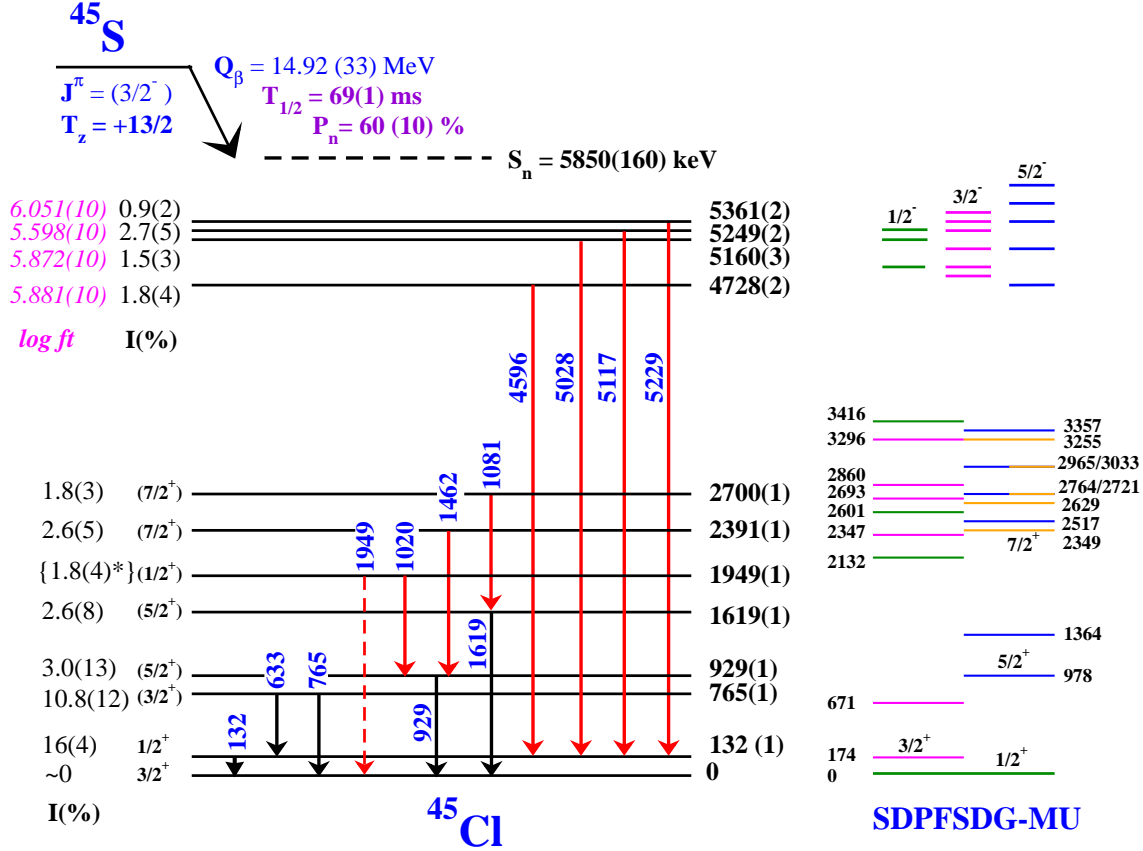 45S
Qβ = 14.92 (33) MeV
Jπ = (3/2-)
T1/2 = 69(1) ms
Tz = +13/2
Pn = 60 (10) %
Sn = 5850(160) keV
6.051(10) 0.9(2) 5361(2)
5.598(10) 2.7(5) 5249(2)
5.872(10) 1.5(3) 5160(3)
5.881(10) 1.8(4) 4728(2)
log ft I(%)
4596 5028 5117 5229
1/2- 3/2- 5/2-
1.8(3) (7/2+) 1081 2700(1)
2.6(5) (7/2+) 1462 2391(1)
{1.8(4)*} (1/2+) 1949 1020 1949(1)
2.6(8) (5/2+) 1619(1)
3.0(13) (5/2+) 633 765 1619 929(1)
10.8(12) (3/2+) 765(1)
16(4) 1/2+ 132 929 132 (1)
~0 3/2+ 0
I(%)
45Cl
3416
3296
2860
2693
2601
2347
2132
671
174
0
3357
3255
2965/3033
2764/2721
2629
2517
7/2+ 2349
1364
5/2+
978
3/2+ 1/2+
SDPFSDG-MU